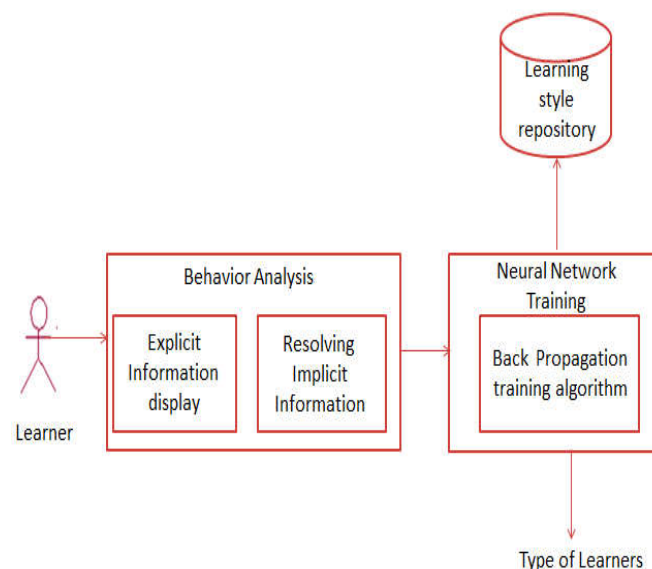 Learning
style
repository
Behavior Analysis
Explicit
Information
display
Resolving
Implicit
Information
Neural Network
Training
Back Propagation
training algorithm
Learner
Type of Learners